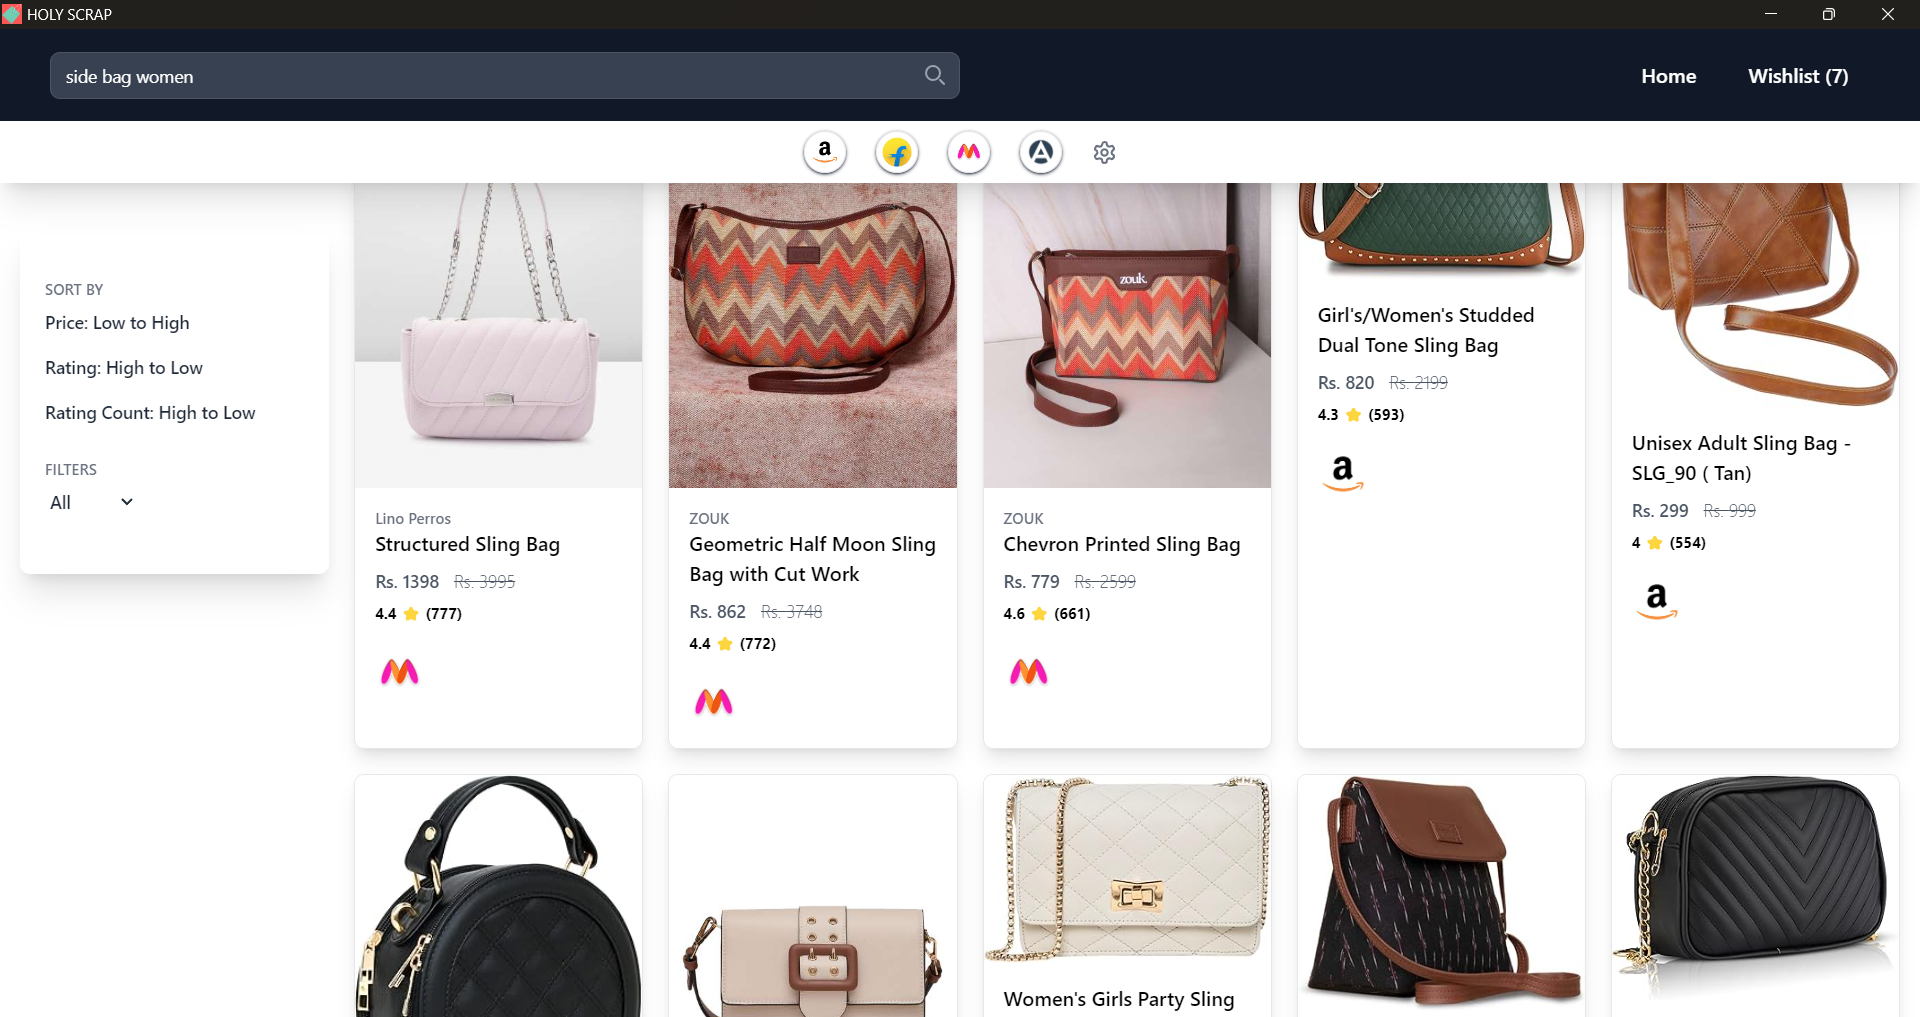 HOLY SCRAP
side bag women
Home
Wishlist (7)
SORT BY
Price: Low to High
Rating: High to Low
Rating Count: High to Low
FILTERS
All
zouk.
Lino Perros
Structured Sling Bag
Rs. 1398 Rs. 3995
4.4 (777)
ZOUK
Geometric Half Moon Sling
Bag with Cut Work
Rs. 862 Rs. 3748
4.4 (772)
ZOUK
Chevron Printed Sling Bag
Rs. 779 Rs. 2599
4.6 (661)
Girl's/Women's Studded
Dual Tone Sling Bag
Rs. 820 Rs. 2199
4.3 (593)
a
Unisex Adult Sling Bag -
SLG_90 ( Tan)
Rs. 299 Rs. 999
4 (554)
a
Women's Girls Party Sling